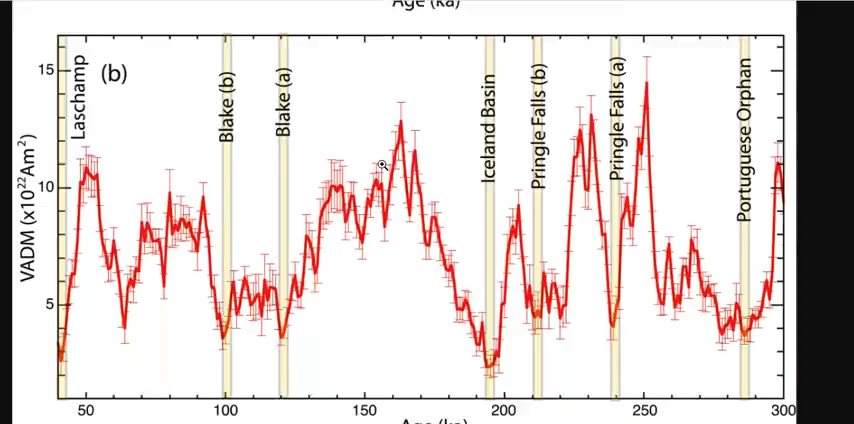 Age (ka)
(b)
Laschamp
Blake (b)
Blake (a)
Iceland Basin
Pringle Falls (b)
Pringle Falls (a)
Portuguese Orphan
VADM (x10²²Am²)
15
10
5
50
100
150
200
250
300
Age (ka)